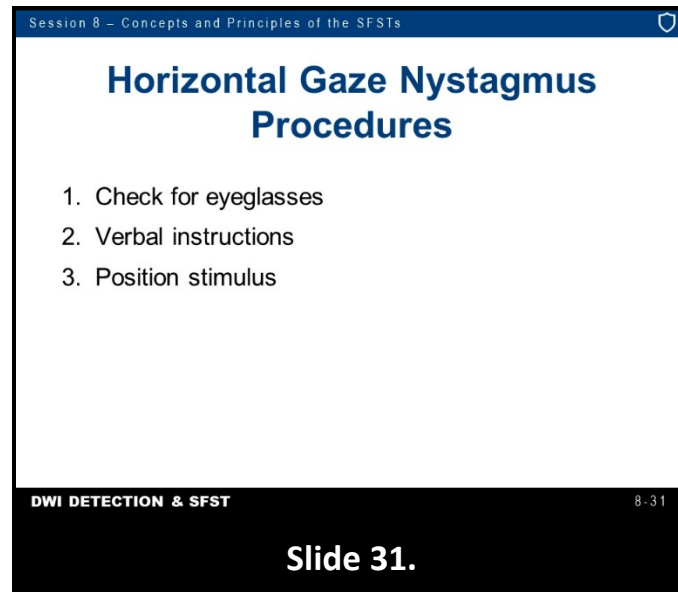 Session 8 – Concepts and Principles of the SFSTs
Horizontal Gaze Nystagmus
Procedures
1. Check for eyeglasses
2. Verbal instructions
3. Position stimulus
DWI DETECTION & SFST
8-31
Slide 31.